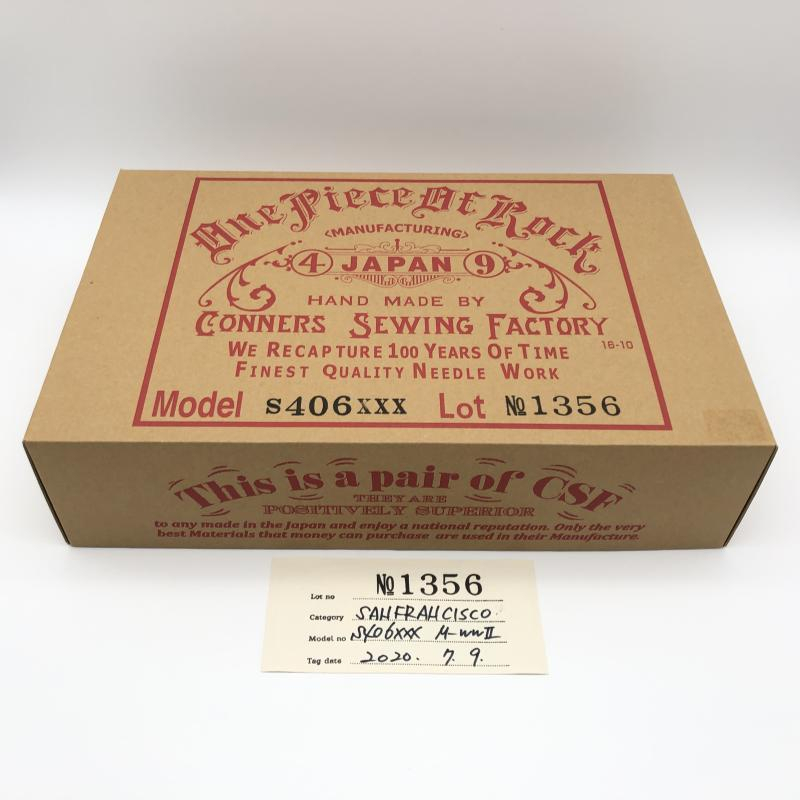 One Piece Of Rock
<MANUFACTURING>
4 JAPAN 9
HAND MADE BY
CONNERS SEWING FACTORY
16-10
WE RECAPTURE 100 YEARS OF TIME
FINEST QUALITY NEEDLE WORK
Model S406XXX Lot №1356
This is a pair of CSF
THEY ARE
POSITIVELY SUPERIOR
to any made in the Japan and enjoy a national reputation. Only the very
best Materials that money can purchase are used in their Manufacture.
Lot no №1356
Category SANFRANCISCO
Model no S406XXX M-WWII
Tag date 2020. 7. 9.